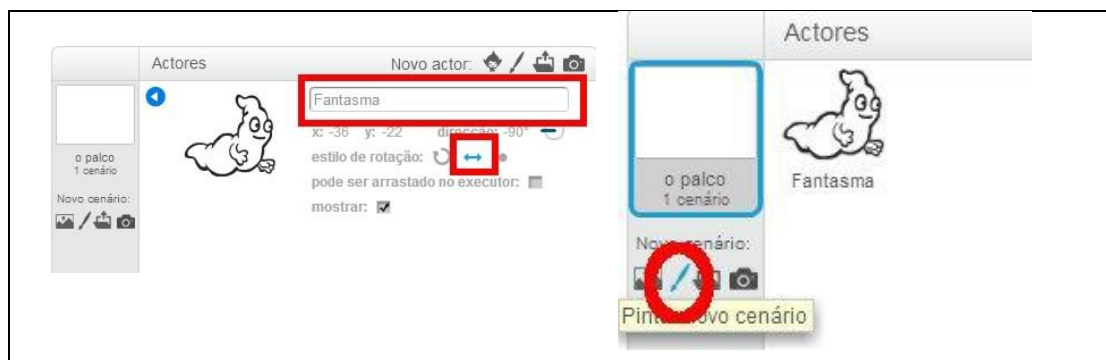 Actores
Novo actor:
Fantasma
x: -36 y: -22 direcção: -90°
estilo de rotação:
pode ser arrastado no executor:
mostrar:
o palco
1 cenário
Novo cenário:
Actores
o palco
1 cenário
Fantasma
Novo cenário:
novo cenário